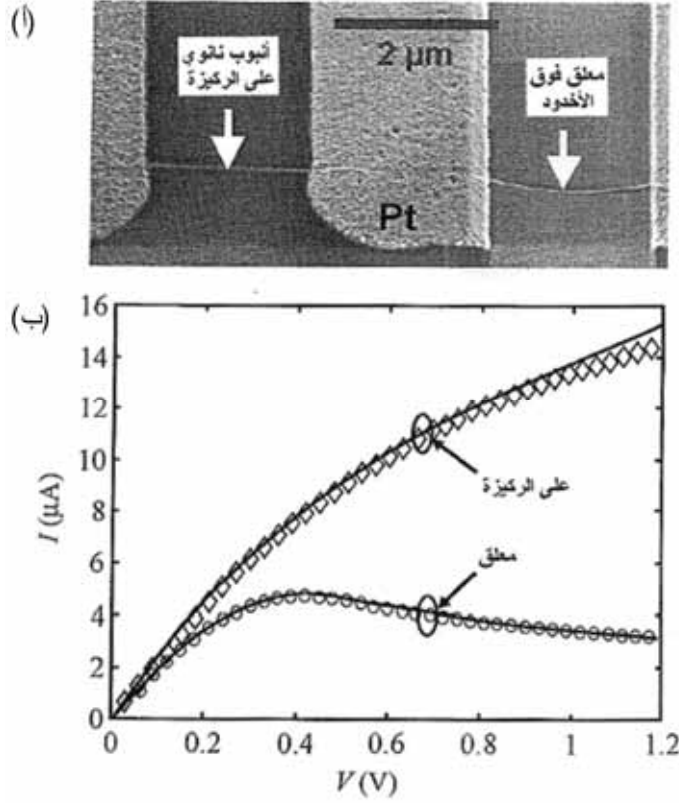 (أ)
أنبوب نانوي
على الركيزة
2 µm
معلق فوق
الأخدود
Pt
(ب)
16
14
12
10
8
6
4
2
0
I (µA)
على الركيزة
معلق
0
0.2
0.4
0.6
0.8
1
1.2
V (V)